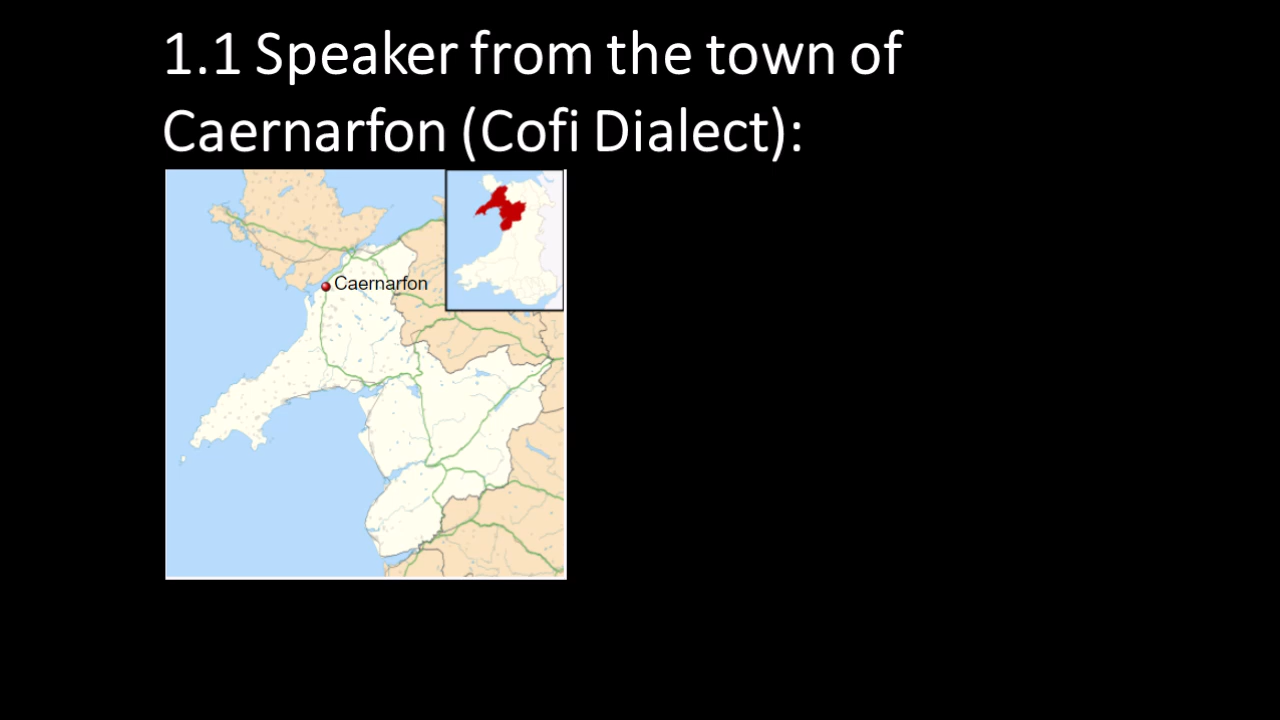 1.1 Speaker from the town of
Caernarfon (Cofi Dialect):
Caernarfon